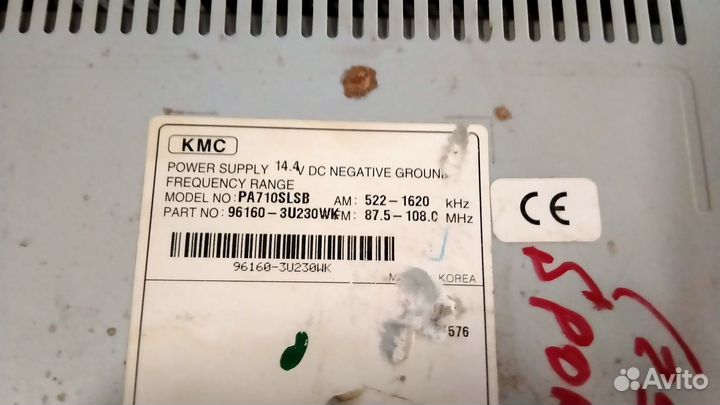 KMC
POWER SUPPLY 14.4V DC NEGATIVE GROUND
FREQUENCY RANGE
MODEL NO: PA710SLSB AM: 522-1620 kHz
PART NO: 96160-3U230WK FM: 87.5-108.0 MHz
CE
96160-3U230WK
KOREA
576
Avito